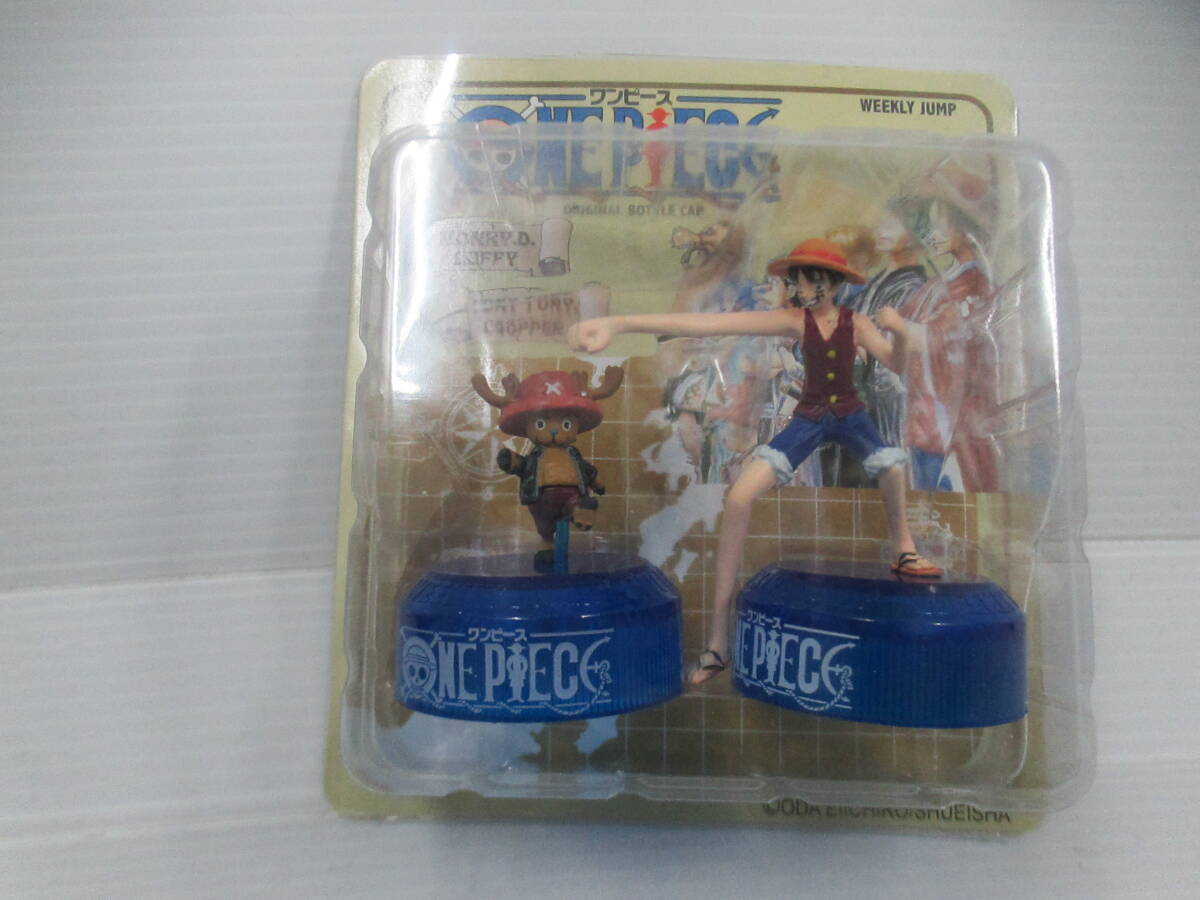 ワンピース
ONE PIECE
WEEKLY JUMP
ORIGINAL BOTTLE CAP
MONRY.D.
LUFFY
TONY TONY.
CHOPPER
ワンピース
ONE PIECE
ワンピース
ONE PIECE
©ODA EIICHIRO/SHUEISHA